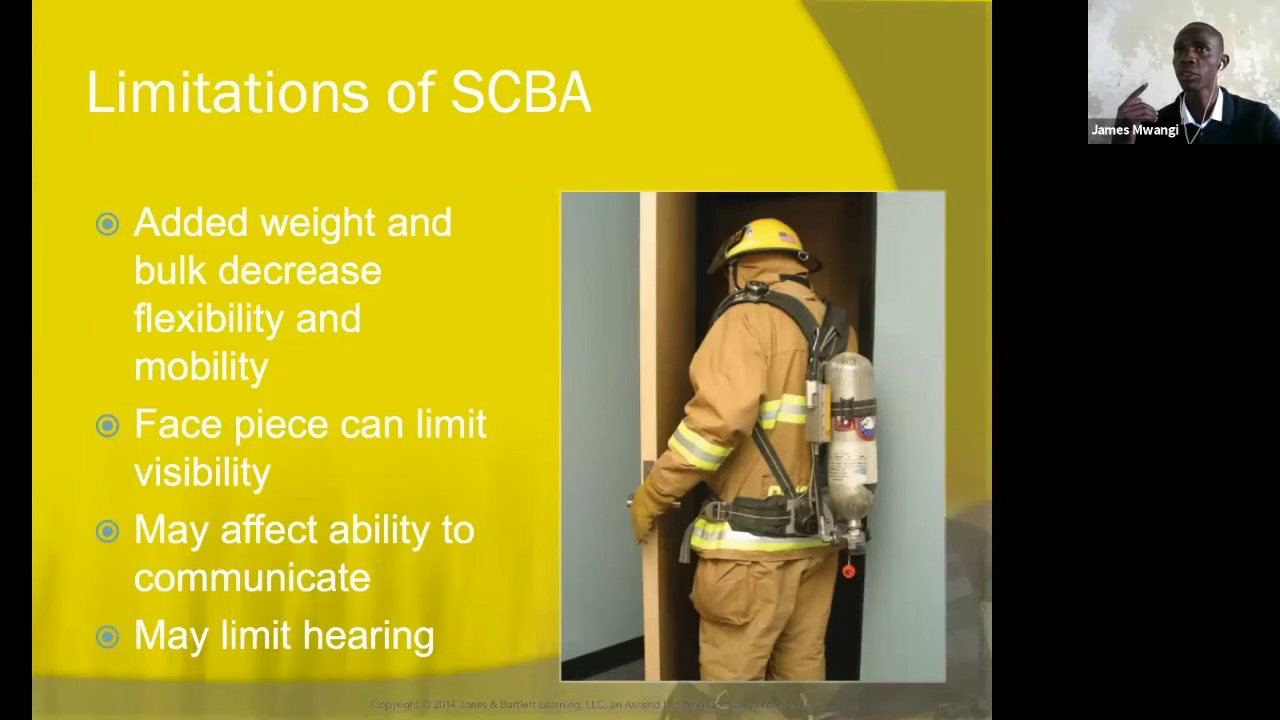 Limitations of SCBA
Added weight and
bulk decrease
flexibility and
mobility
Face piece can limit
visibility
May affect ability to
communicate
May limit hearing
James Mwangi
Copyright © 2014 Jones & Bartlett Learning, LLC, an Ascend Learning